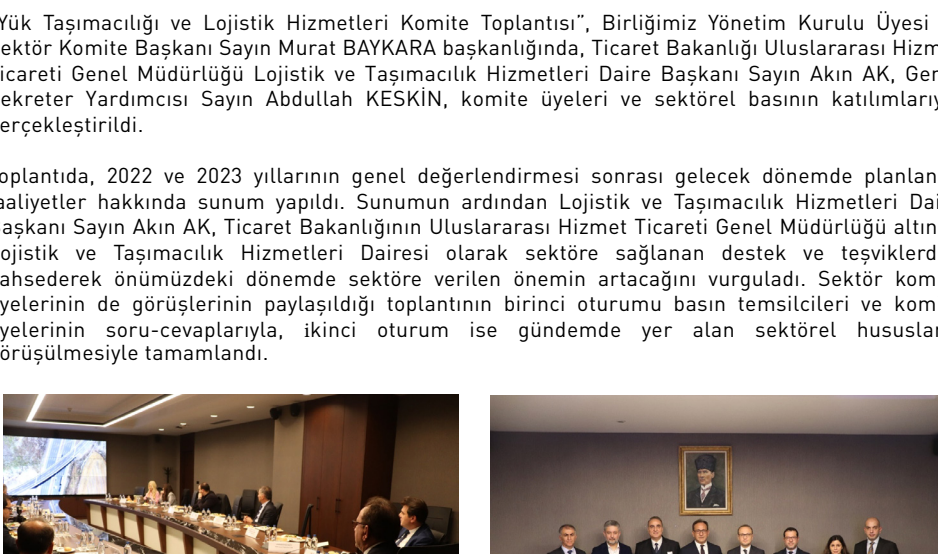 Yük Taşımacılığı ve Lojistik Hizmetleri Komite Toplantısı”, Birliğimiz Yönetim Kurulu Üyesi
Sektör Komite Başkanı Sayın Murat BAYKARA başkanlığında, Ticaret Bakanlığı Uluslararası Hizm
icareti Genel Müdürlüğü Lojistik ve Taşımacılık Hizmetleri Daire Başkanı Sayın Akın AK, Gen
ekreter Yardımcısı Sayın Abdullah KESKİN, komite üyeleri ve sektörel basının katılımlarıy
erçekleştirildi.
oplantıda, 2022 ve 2023 yıllarının genel değerlendirmesi sonrası gelecek dönemde planlan
aaliyetler hakkında sunum yapıldı. Sunumun ardından Lojistik ve Taşımacılık Hizmetleri Dai
Başkanı Sayın Akın AK, Ticaret Bakanlığının Uluslararası Hizmet Ticareti Genel Müdürlüğü altın
ojistik ve Taşımacılık Hizmetleri Dairesi olarak sektöre sağlanan destek ve teşviklerd
ahsederek önümüzdeki dönemde sektöre verilen önemin artacağını vurguladı. Sektör kom
yelerinin de görüşlerinin paylaşıldığı toplantının birinci oturumu basın temsilcileri ve kom
yelerinin soru-cevaplarıyla, ikinci oturum ise gündemde yer alan sektörel hususlar
örüşülmesiyle tamamlandı.